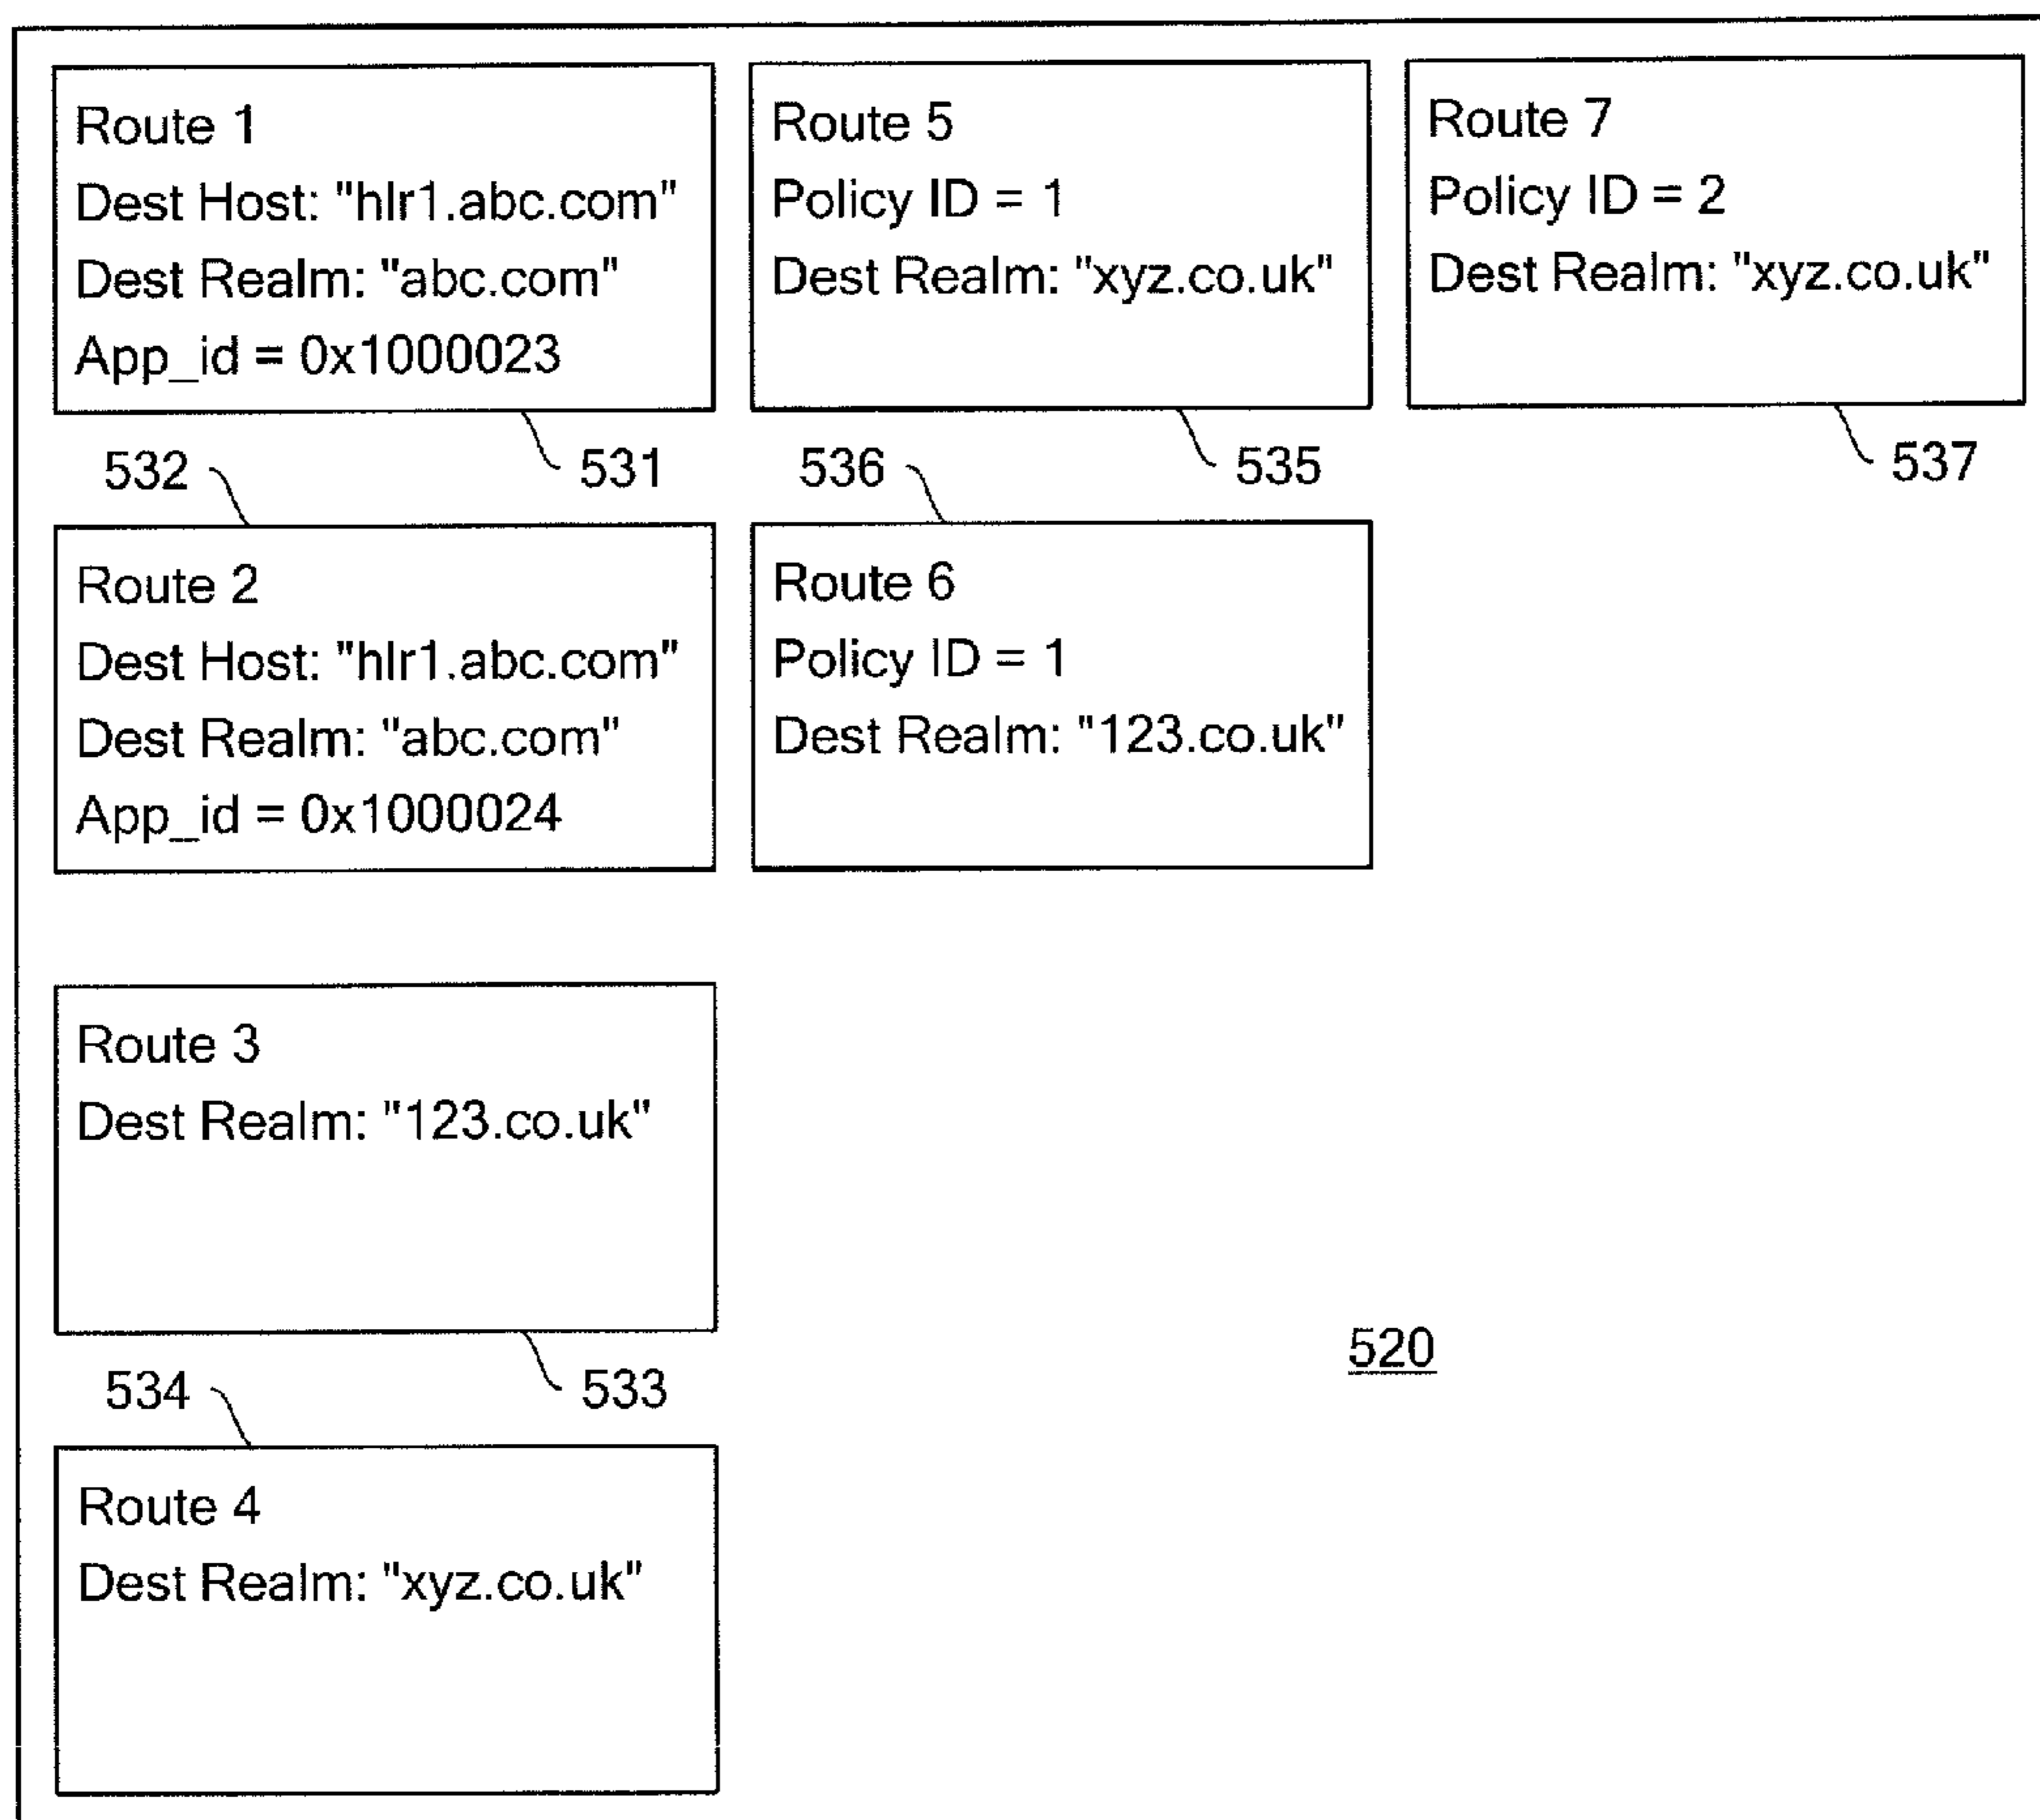 Route 1
Dest Host: "hlr1.abc.com"
Dest Realm: "abc.com"
App_id = 0x1000023
531
Route 5
Policy ID = 1
Dest Realm: "xyz.co.uk"
535
Route 7
Policy ID = 2
Dest Realm: "xyz.co.uk"
537
532
Route 2
Dest Host: "hlr1.abc.com"
Dest Realm: "abc.com"
App_id = 0x1000024
536
Route 6
Policy ID = 1
Dest Realm: "123.co.uk"
Route 3
Dest Realm: "123.co.uk"
533
534
Route 4
Dest Realm: "xyz.co.uk"
520